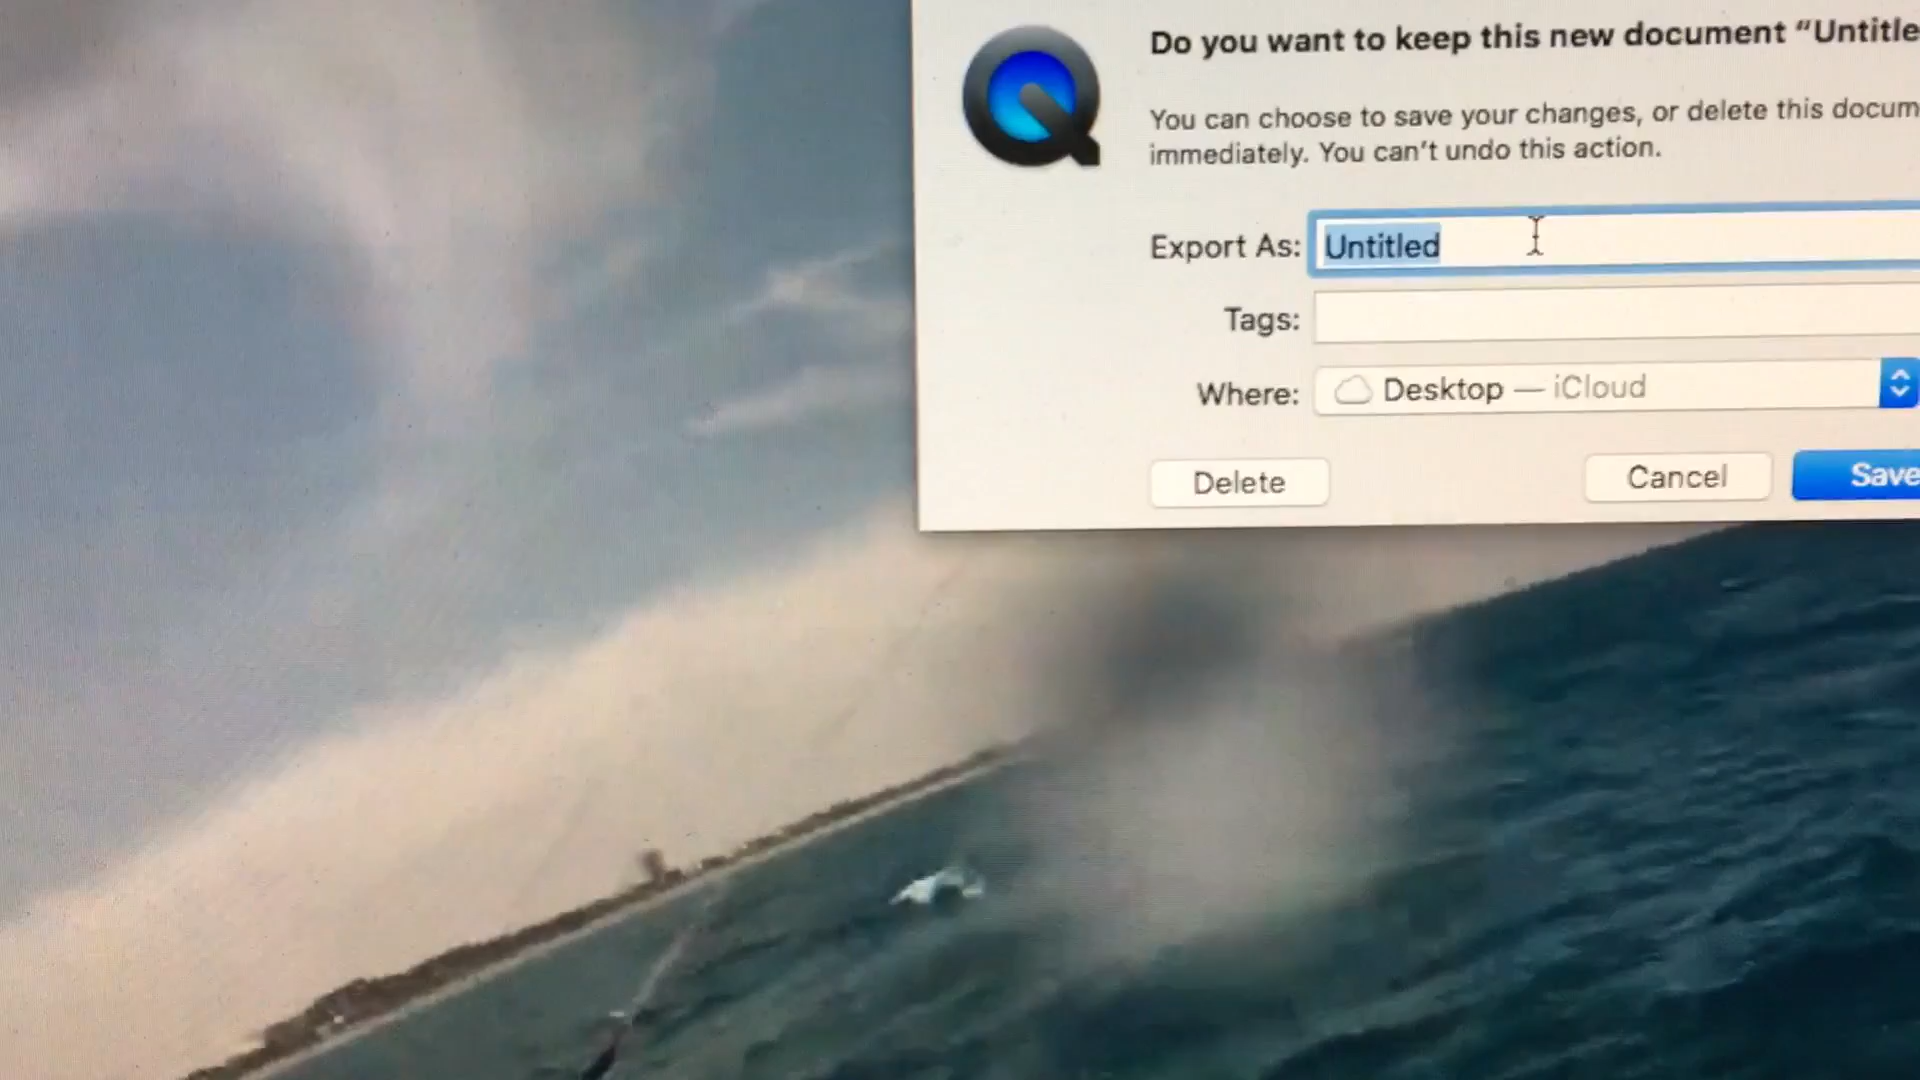 Do you want to keep this new document “Untitle
You can choose to save your changes, or delete this docum
immediately. You can’t undo this action.
Export As: Untitled
Tags:
Where: Desktop — iCloud
Delete Cancel Save